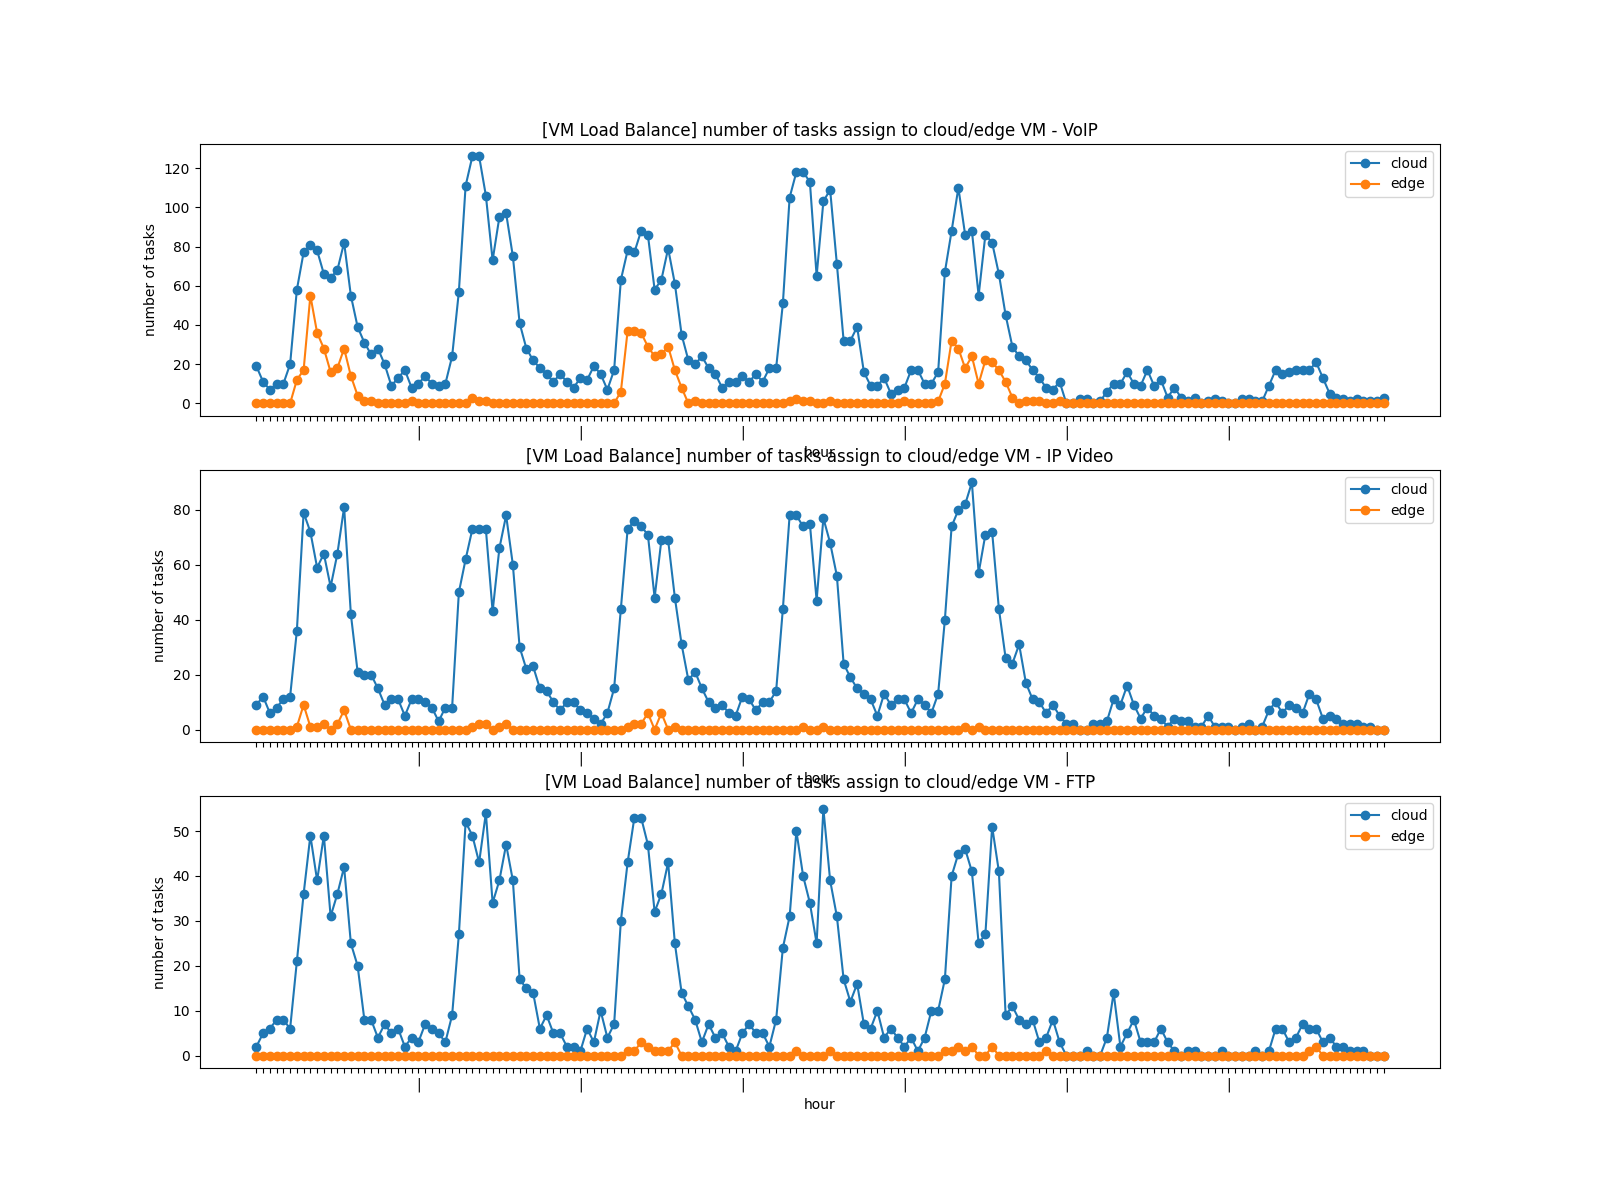 [VM Load Balance] number of tasks assign to cloud/edge VM - VoIP
cloud
edge
120
100
80
60
40
20
0
number of tasks
hour
[VM Load Balance] number of tasks assign to cloud/edge VM - IP Video
cloud
edge
80
60
40
20
0
number of tasks
hour
[VM Load Balance] number of tasks assign to cloud/edge VM - FTP
cloud
edge
50
40
30
20
10
0
number of tasks
hour